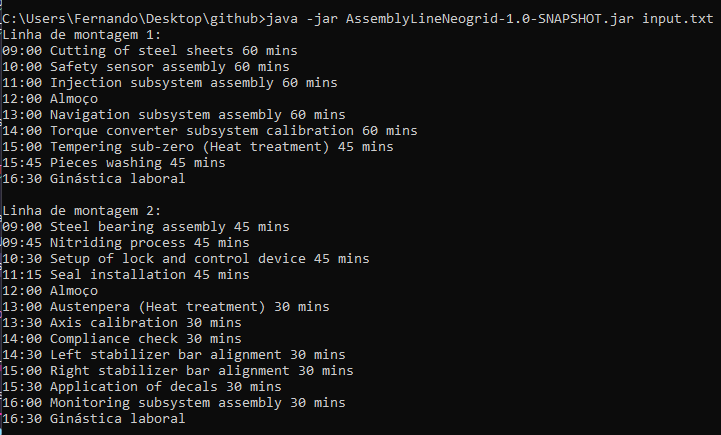 C:\Users\Fernando\Desktop\github>java -jar AssemblyLineNeogrid-1.0-SNAPSHOT.jar input.txt
Linha de montagem 1:
09:00 Cutting of steel sheets 60 mins
10:00 Safety sensor assembly 60 mins
11:00 Injection subsystem assembly 60 mins
12:00 Almoço
13:00 Navigation subsystem assembly 60 mins
14:00 Torque converter subsystem calibration 60 mins
15:00 Tempering sub-zero (Heat treatment) 45 mins
15:45 Pieces washing 45 mins
16:30 Ginástica laboral
Linha de montagem 2:
09:00 Steel bearing assembly 45 mins
09:45 Nitriding process 45 mins
10:30 Setup of lock and control device 45 mins
11:15 Seal installation 45 mins
12:00 Almoço
13:00 Austenpera (Heat treatment) 30 mins
13:30 Axis calibration 30 mins
14:00 Compliance check 30 mins
14:30 Left stabilizer bar alignment 30 mins
15:00 Right stabilizer bar alignment 30 mins
15:30 Application of decals 30 mins
16:00 Monitoring subsystem assembly 30 mins
16:30 Ginástica laboral